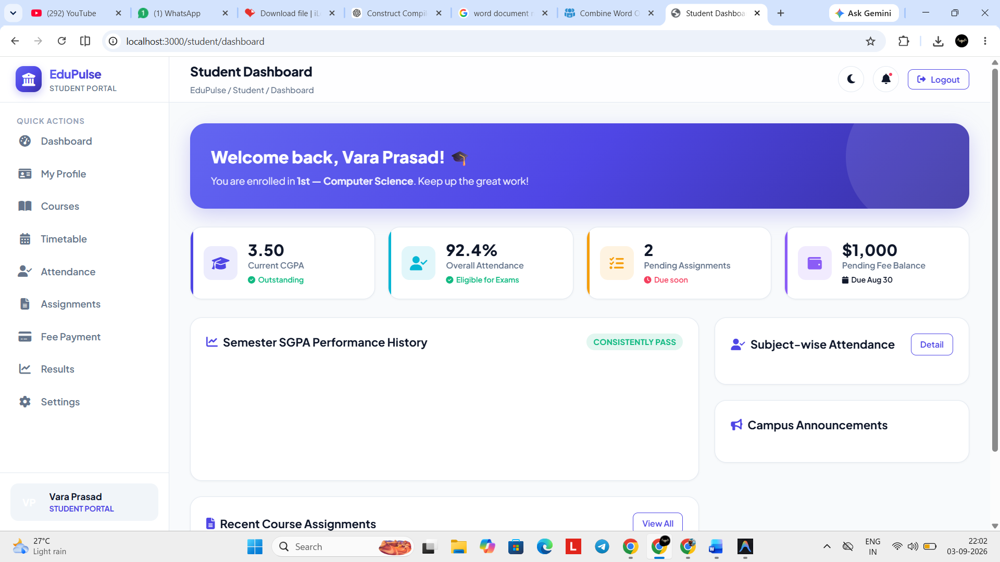 (292) YouTube
(1) WhatsApp
Download file | iL
Construct Compil
word document r
Combine Word O
Student Dashboa
Ask Gemini
localhost:3000/student/dashboard
EduPulse
STUDENT PORTAL
Student Dashboard
EduPulse / Student / Dashboard
Logout
QUICK ACTIONS
Dashboard
My Profile
Courses
Timetable
Attendance
Assignments
Fee Payment
Results
Settings
VP
Vara Prasad
STUDENT PORTAL
Welcome back, Vara Prasad!
You are enrolled in 1st — Computer Science. Keep up the great work!
3.50
Current CGPA
Outstanding
92.4%
Overall Attendance
Eligible for Exams
2
Pending Assignments
Due soon
$1,000
Pending Fee Balance
Due Aug 30
Semester SGPA Performance History
CONSISTENTLY PASS
Subject-wise Attendance
Detail
Campus Announcements
Recent Course Assignments
View All
27°C
Light rain
Search
ENG
IN
22:02
03-09-2026